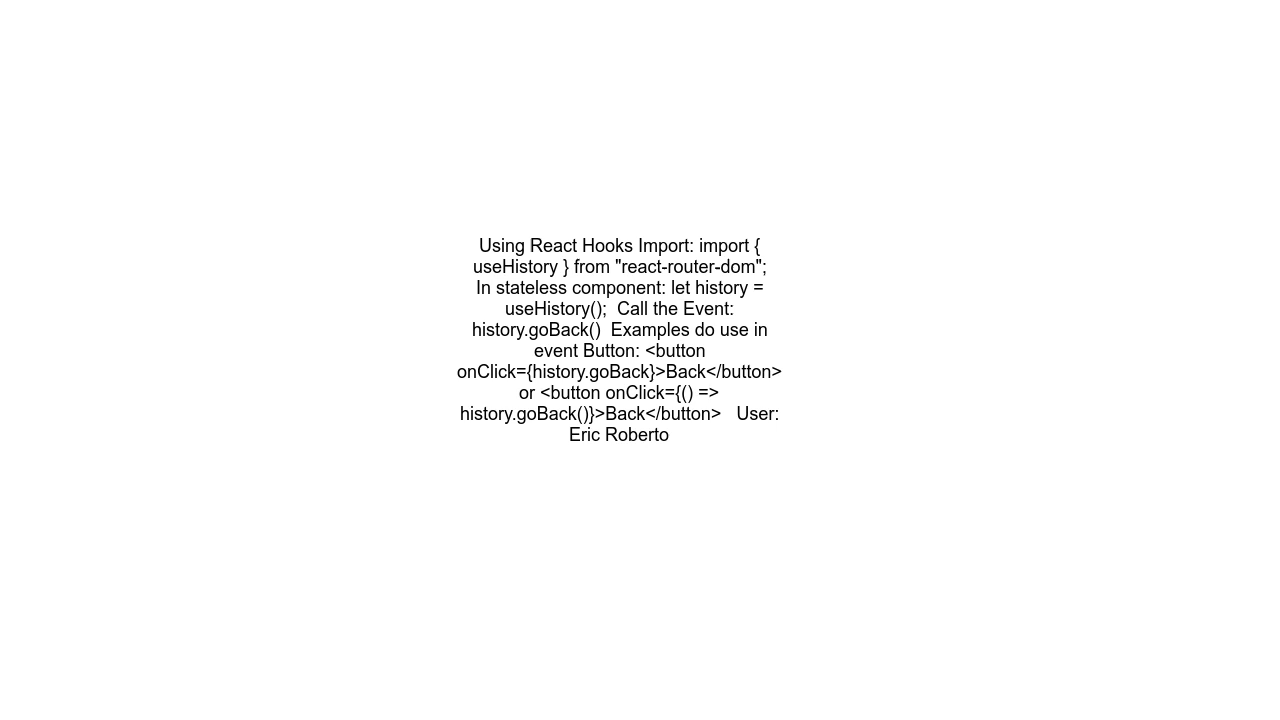 Using React Hooks Import: import {
useHistory } from "react-router-dom";
In stateless component: let history =
useHistory();  Call the Event:
history.goBack()  Examples do use in
event Button: <button
onClick={history.goBack}>Back</button>
or <button onClick={() =>
history.goBack()}>Back</button>   User:
Eric Roberto